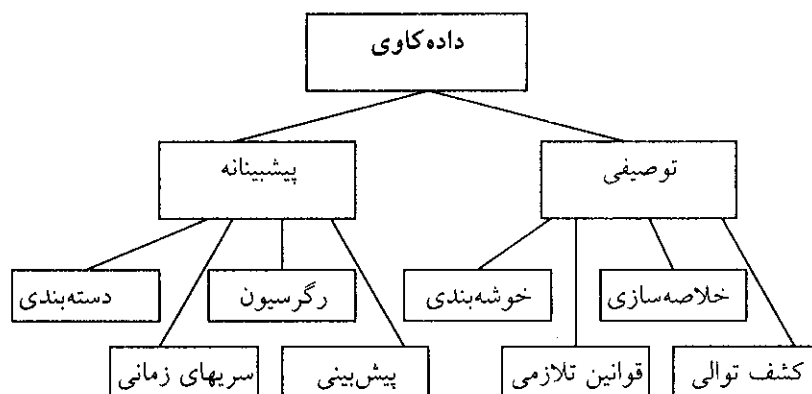 داده‌کاوی
توصیفی
پیشبینانه
خلاصه‌سازی
خوشه‌بندی
رگرسیون
دسته‌بندی
کشف توالی
قوانین تلازمی
پیش‌بینی
سریهای زمانی